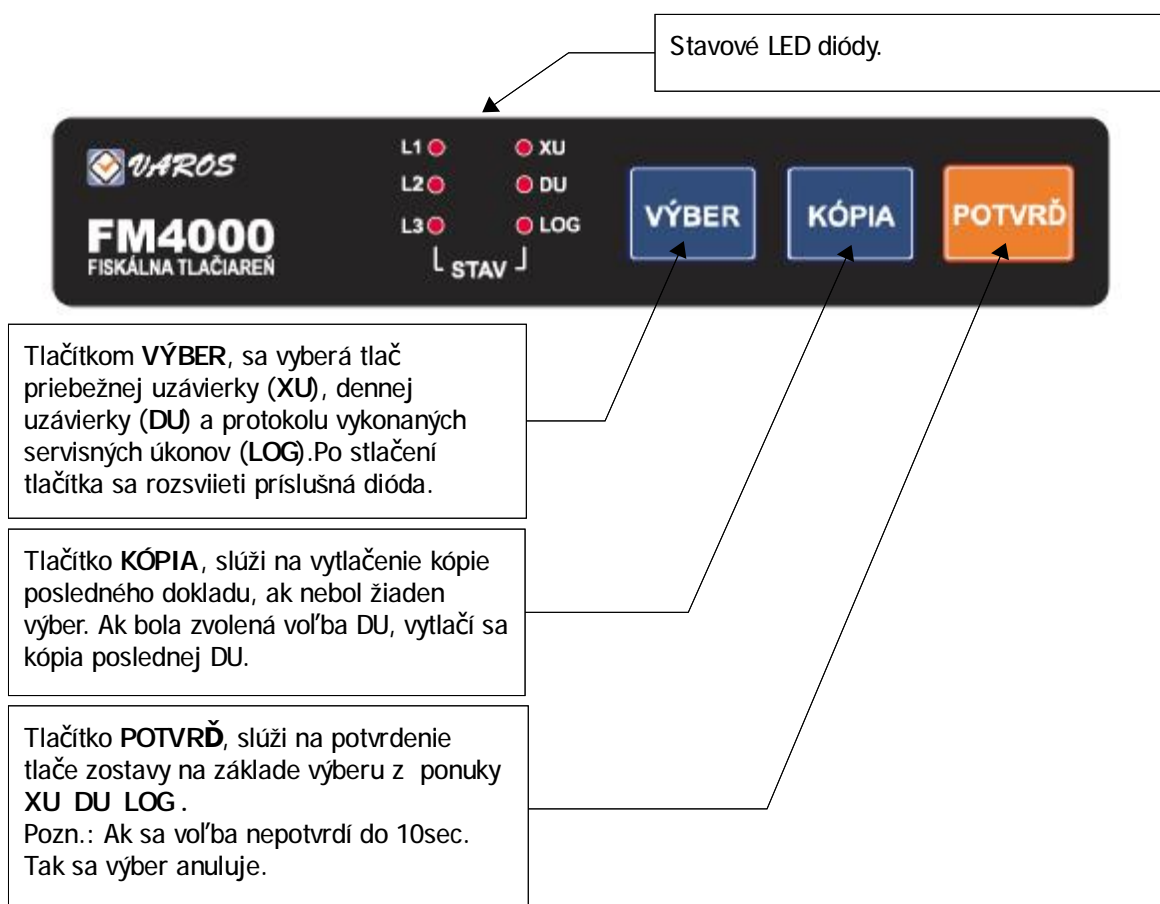 Stavové LED diódy.
VAROS
FM4000
FISKÁLNA TLAČIAREŇ
L1 XU
L2 DU
L3 LOG
STAV
VÝBER
KÓPIA
POTVRĎ
Tlačítkom VÝBER, sa vyberá tlač
priebežnej uzávierky (XU), dennej
uzávierky (DU) a protokolu vykonaných
servisných úkonov (LOG).Po stlačení
tlačítka sa rozsviieti príslušná dióda.
Tlačítko KÓPIA, slúži na vytlačenie kópie
posledného dokladu, ak nebol žiaden
výber. Ak bola zvolená voľba DU, vytlačí sa
kópia poslednej DU.
Tlačítko POTVRĎ, slúži na potvrdenie
tlače zostavy na základe výberu z ponuky
XU DU LOG .
Pozn.: Ak sa voľba nepotvrdí do 10sec.
Tak sa výber anuluje.